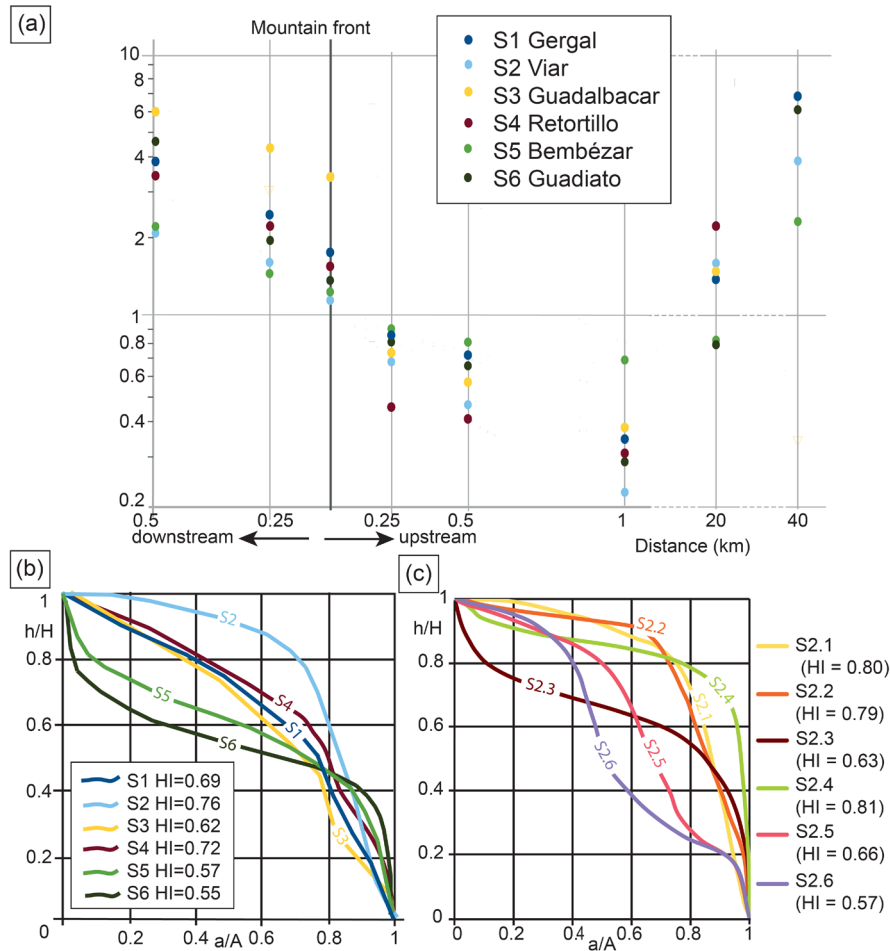 (a)
Mountain front
S1 Gergal
S2 Viar
S3 Guadalbacar
S4 Retortillo
S5 Bembézar
S6 Guadiato
10
8
6
4
2
1
0.8
0.6
0.4
0.2
0.5
0.25
0.25
0.5
1
20
40
downstream
upstream
Distance (km)
(b)
1
h/H
0.8
0.6
0.4
0.2
0
S2
S4
S1
S5
S6
S3
S1 HI=0.69
S2 HI=0.76
S3 HI=0.62
S4 HI=0.72
S5 HI=0.57
S6 HI=0.55
0.2
0.4
0.6
0.8
1
a/A
(c)
1
h/H
0.8
0.6
0.4
0.2
0
S2.2
S2.4
S2.3
S2.1
S2.6
S2.5
0
0.2
0.4
0.6
0.8
1
a/A
S2.1
(HI = 0.80)
S2.2
(HI = 0.79)
S2.3
(HI = 0.63)
S2.4
(HI = 0.81)
S2.5
(HI = 0.66)
S2.6
(HI = 0.57)